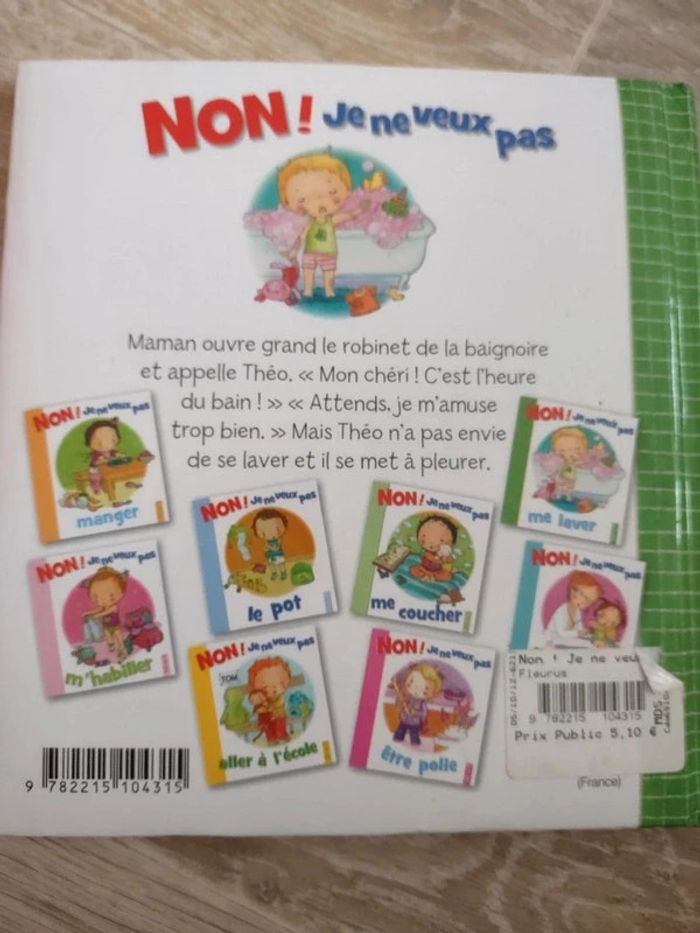 NON! Je ne veux pas
Maman ouvre grand le robinet de la baignoire
et appelle Théo. « Mon chéri ! C'est l'heure
du bain ! » « Attends, je m'amuse
trop bien. » Mais Théo n'a pas envie
de se laver et il se met à pleurer.
NON! Je ne veux pas
manger
NON! Je ne veux pas
me laver
NON! Je ne veux pas
le pot
NON! Je ne veux pas
me coucher
NON! Je ne veux pas
m'habiller
NON! Je ne veux pas
NON! Je ne veux pas
TOM
aller à l'école
NON! Je ne veux pas
être polie
Non ! Je ne veu
Fleurus
9 782215 104315
Prix Public 5,10 €
MDS
9 782215 104315
(France)